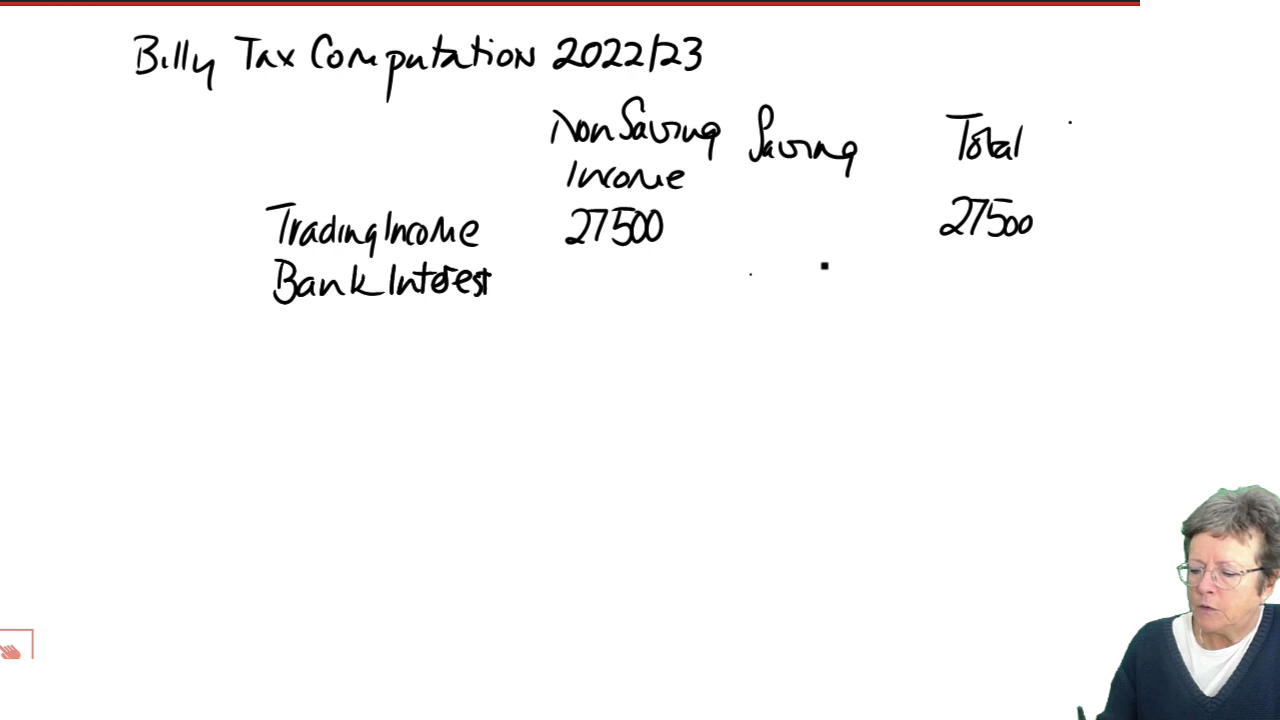 Billy Tax Computation 2022/23
Non Saving Saving Total
Income
Trading Income 27500 27500
Bank Interest